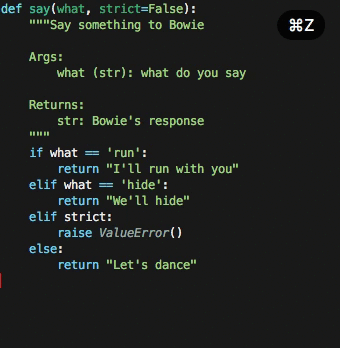 def say(what, strict=False):
⌘Z
    """Say something to Bowie

    Args:
        what (str): what do you say

    Returns:
        str: Bowie's response
    """
    if what == 'run':
        return "I'll run with you"
    elif what == 'hide':
        return "We'll hide"
    elif strict:
        raise ValueError()
    else:
        return "Let's dance"